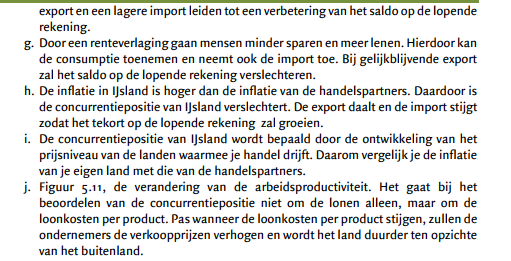 export en een lagere import leiden tot een verbetering van het saldo op de lopende
rekening.
g. Door een renteverlaging gaan mensen minder sparen en meer lenen. Hierdoor kan
de consumptie toenemen en neemt ook de import toe. Bij gelijkblijvende export
zal het saldo op de lopende rekening verslechteren.
h. De inflatie in IJsland is hoger dan de inflatie van de handelspartners. Daardoor is
de concurrentiepositie van IJsland verslechtert. De export daalt en de import stijgt
zodat het tekort op de lopende rekening zal groeien.
i. De concurrentiepositie van IJsland wordt bepaald door de ontwikkeling van het
prijsniveau van de landen waarmee je handel drijft. Daarom vergelijk je de inflatie
van je eigen land met die van de handelspartners.
j. Figuur 5.11, de verandering van de arbeidsproductiviteit. Het gaat bij het
beoordelen van de concurrentiepositie niet om de lonen alleen, maar om de
loonkosten per product. Pas wanneer de loonkosten per product stijgen, zullen de
ondernemers de verkoopprijzen verhogen en wordt het land duurder ten opzichte
van het buitenland.